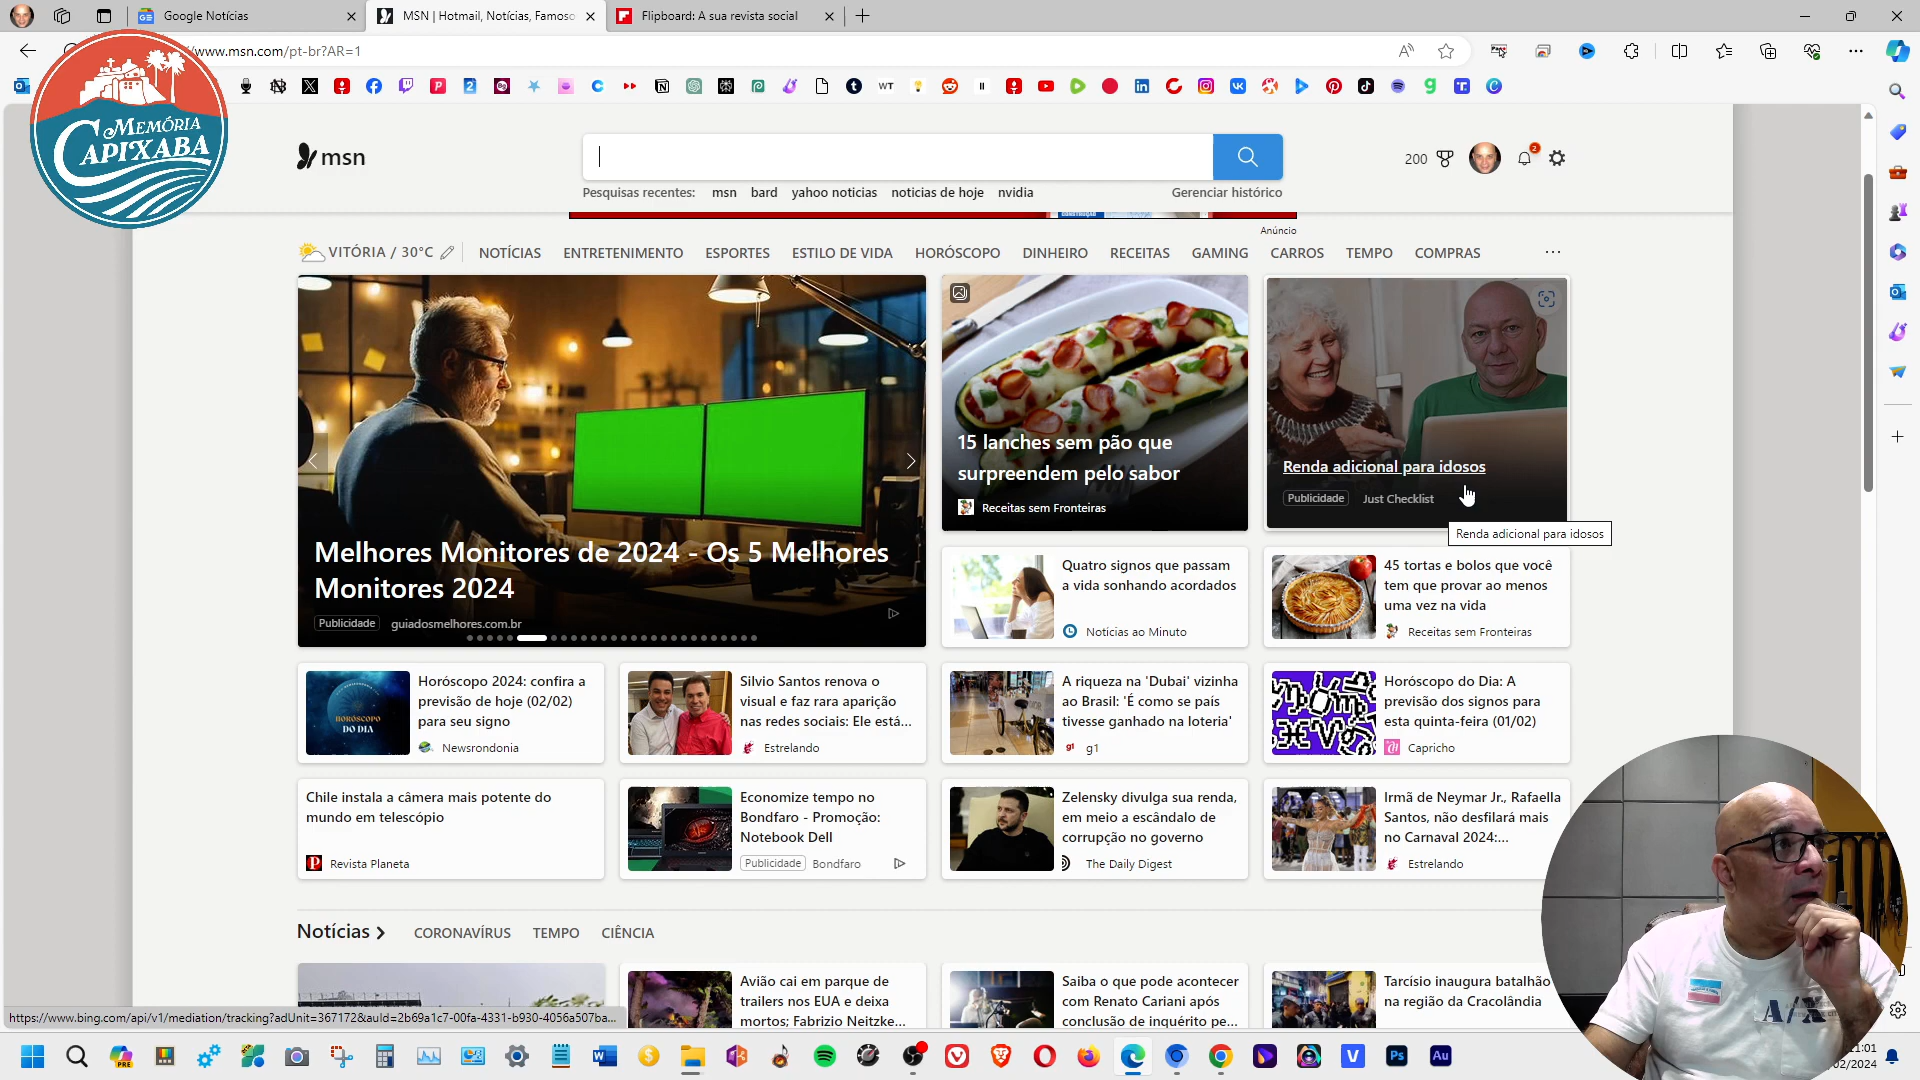 Google Notícias
MSN | Hotmail, Notícias, Famoso
Flipboard: A sua revista social
/www.msn.com/pt-br?AR=1
WT
MEMÓRIA
CAPIXABA
msn
200
2
Pesquisas recentes: msn bard yahoo noticias noticias de hoje nvidia Gerenciar histórico
CONSTRUÇÃO
Anúncio
VITÓRIA / 30°C
NOTÍCIAS ENTRETENIMENTO ESPORTES ESTILO DE VIDA HORÓSCOPO DINHEIRO RECEITAS GAMING CARROS TEMPO COMPRAS ...
Melhores Monitores de 2024 - Os 5 Melhores
Monitores 2024
Publicidade guiadosmelhores.com.br
15 lanches sem pão que
surpreendem pelo sabor
Receitas sem Fronteiras
Renda adicional para idosos
Publicidade Just Checklist
Renda adicional para idosos
Quatro signos que passam
a vida sonhando acordados
Notícias ao Minuto
45 tortas e bolos que você
tem que provar ao menos
uma vez na vida
Receitas sem Fronteiras
HORÓSCOPO
DO DIA
Horóscopo 2024: confira a
previsão de hoje (02/02)
para seu signo
Newsrondonia
Silvio Santos renova o
visual e faz rara aparição
nas redes sociais: Ele está...
Estrelando
A riqueza na 'Dubai' vizinha
ao Brasil: 'É como se país
tivesse ganhado na loteria'
g1 g1
Horóscopo do Dia: A
previsão dos signos para
esta quinta-feira (01/02)
Capricho
Chile instala a câmera mais potente do
mundo em telescópio
Revista Planeta
Economize tempo no
Bondfaro - Promoção:
Notebook Dell
Publicidade Bondfaro
Zelensky divulga sua renda,
em meio a escândalo de
corrupção no governo
The Daily Digest
Irmã de Neymar Jr., Rafaella
Santos, não desfilará mais
no Carnaval 2024:...
Estrelando
Notícias CORONAVÍRUS TEMPO CIÊNCIA
Avião cai em parque de
trailers nos EUA e deixa
mortos; Fabrizio Neitzke...
Saiba o que pode acontecer
com Renato Cariani após
conclusão de inquérito pe...
Tarcísio inaugura batalhão
na região da Cracolândia
https://www.bing.com/api/v1/mediation/tracking?adUnit=367172&auId=2b69a1c7-00fa-4331-b930-4056a507ba...
PRE
Ps
Au